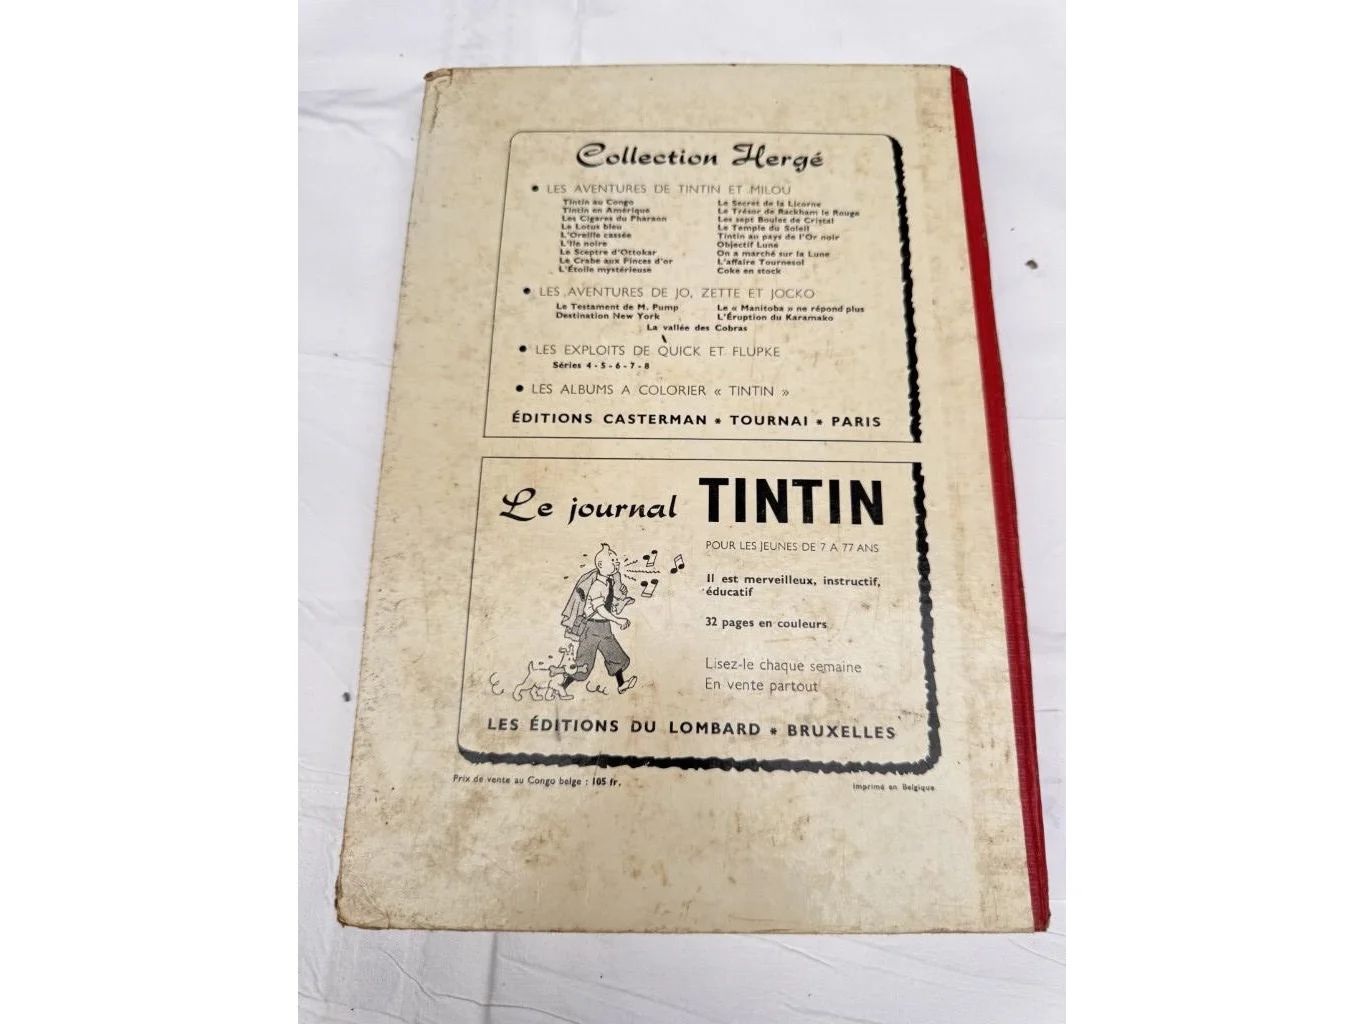 Collection Hergé
• LES AVENTURES DE TINTIN ET MILOU
Tintin au Congo
Tintin en Amérique
Les Cigares du Pharaon
Le Lotus bleu
L'Oreille cassée
L'Ile noire
Le Sceptre d'Ottokar
Le Crabe aux Pinces d'or
L'Étoile mystérieuse
Le Secret de la Licorne
Le Trésor de Rackham le Rouge
Les sept Boules de Cristal
Le Temple du Soleil
Tintin au pays de l'Or noir
Objectif Lune
On a marché sur la Lune
L'affaire Tournesol
Coke en stock
• LES AVENTURES DE JO, ZETTE ET JOCKO
Le Testament de M. Pump
Destination New York
Le « Manitoba » ne répond plus
L'Éruption du Karamako
La vallée des Cobras
• LES EXPLOITS DE QUICK ET FLUPKE
Séries 4 - 5 - 6 - 7 - 8
• LES ALBUMS A COLORIER « TINTIN »
ÉDITIONS CASTERMAN * TOURNAI * PARIS
Le journal TINTIN
POUR LES JEUNES DE 7 A 77 ANS
Il est merveilleux, instructif,
éducatif
32 pages en couleurs
Lisez-le chaque semaine
En vente partout
LES ÉDITIONS DU LOMBARD * BRUXELLES
Prix de vente au Congo belge : 105 fr.
Imprimé en Belgique